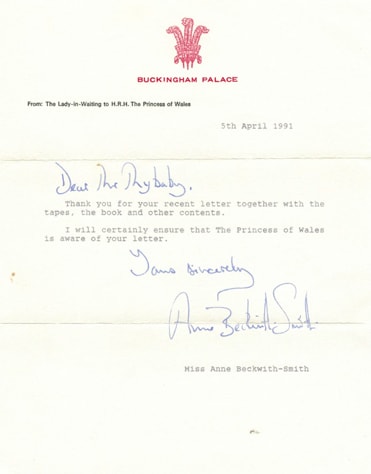 BUCKINGHAM PALACE
From: The Lady-in-Waiting to H.R.H. The Princess of Wales
5th April 1991
Dear
Thank you for your recent letter together with the
tapes, the book and other contents.
I will certainly ensure that The Princess of Wales
is aware of your letter.
Yours sincerely
Anne Beckwith-Smith
Miss Anne Beckwith-Smith